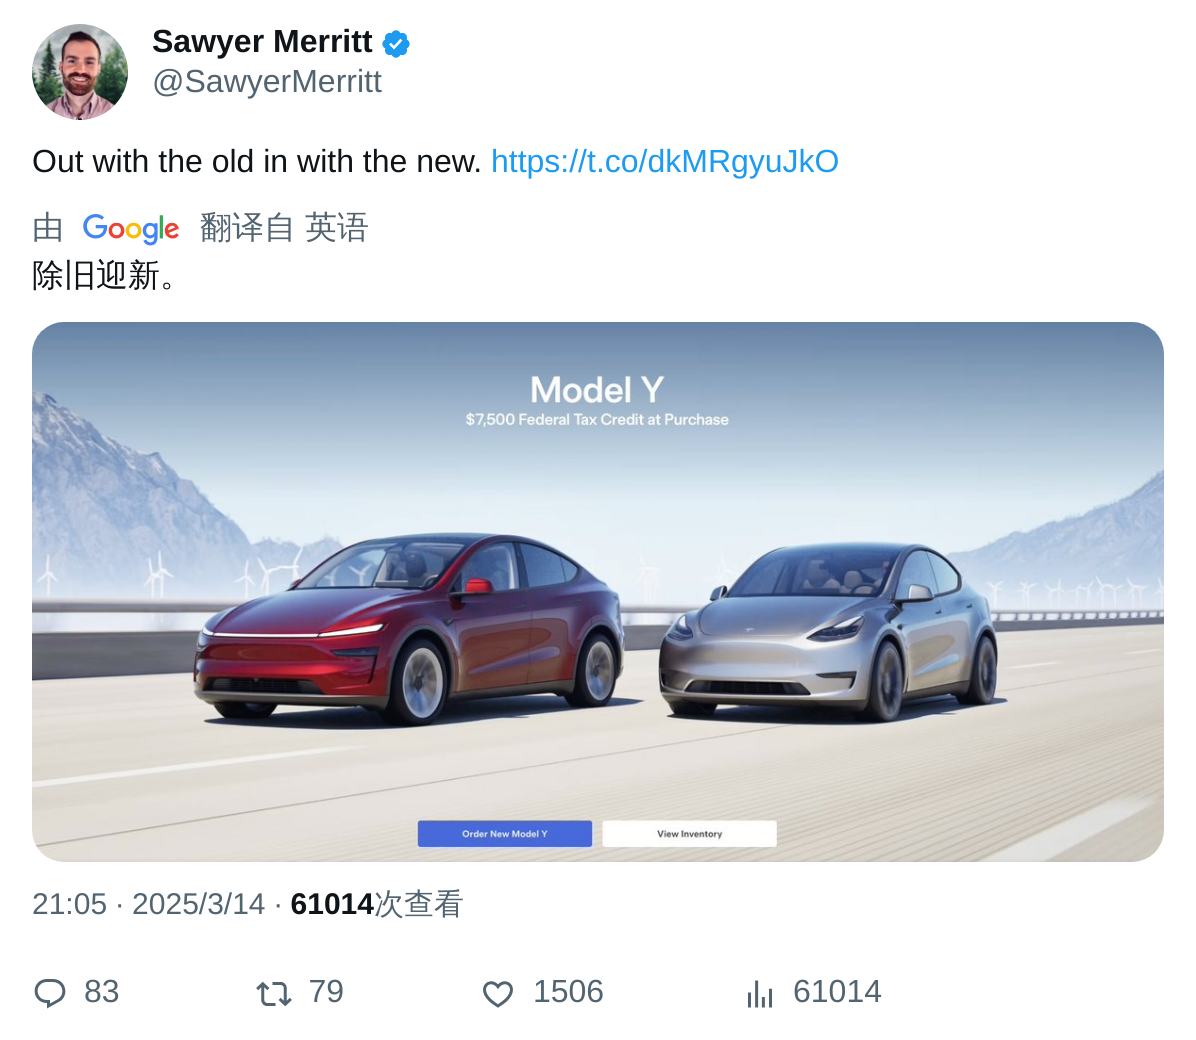 Sawyer Merritt
@SawyerMerritt
Out with the old in with the new. https://t.co/dkMRgyuJkO
由 Google 翻译自 英语
除旧迎新。
Model Y
$7,500 Federal Tax Credit at Purchase
Order New Model Y
View Inventory
21:05 · 2025/3/14 · 61014次查看
83 79 1506 61014